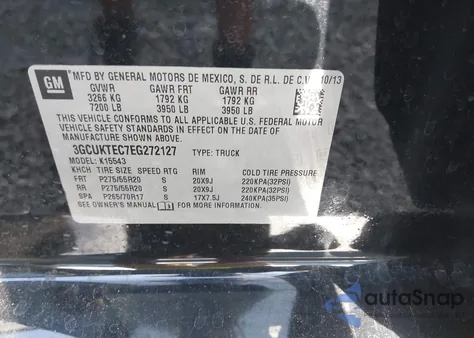 GM
MFD BY GENERAL MOTORS DE MEXICO, S. DE R.L. DE C.V. 10/13
GVWR GAWR FRT GAWR RR
3266 KG 1792 KG 1792 KG
7200 LB 3950 LB 3950 LB
THIS VEHICLE CONFORMS TO ALL APPLICABLE U.S. FEDERAL MOTOR
VEHICLE SAFETY STANDARDS IN EFFECT ON THE DATE OF
MANUFACTURE SHOWN ABOVE.
3GCUKTEC7EG272127 TYPE: TRUCK
MODEL: K15543
KHCH TIRE SIZE SPEED RTG RIM COLD TIRE PRESSURE
FRT P275/55R20 S 20X9J 220KPA(32PSI)
RR P275/55R20 S 20X9J 220KPA(32PSI)
SPA P265/70R17 S 17X7.5J 240KPA(35PSI)
SEE OWNER'S MANUAL FOR MORE INFORMATION
autoSnap